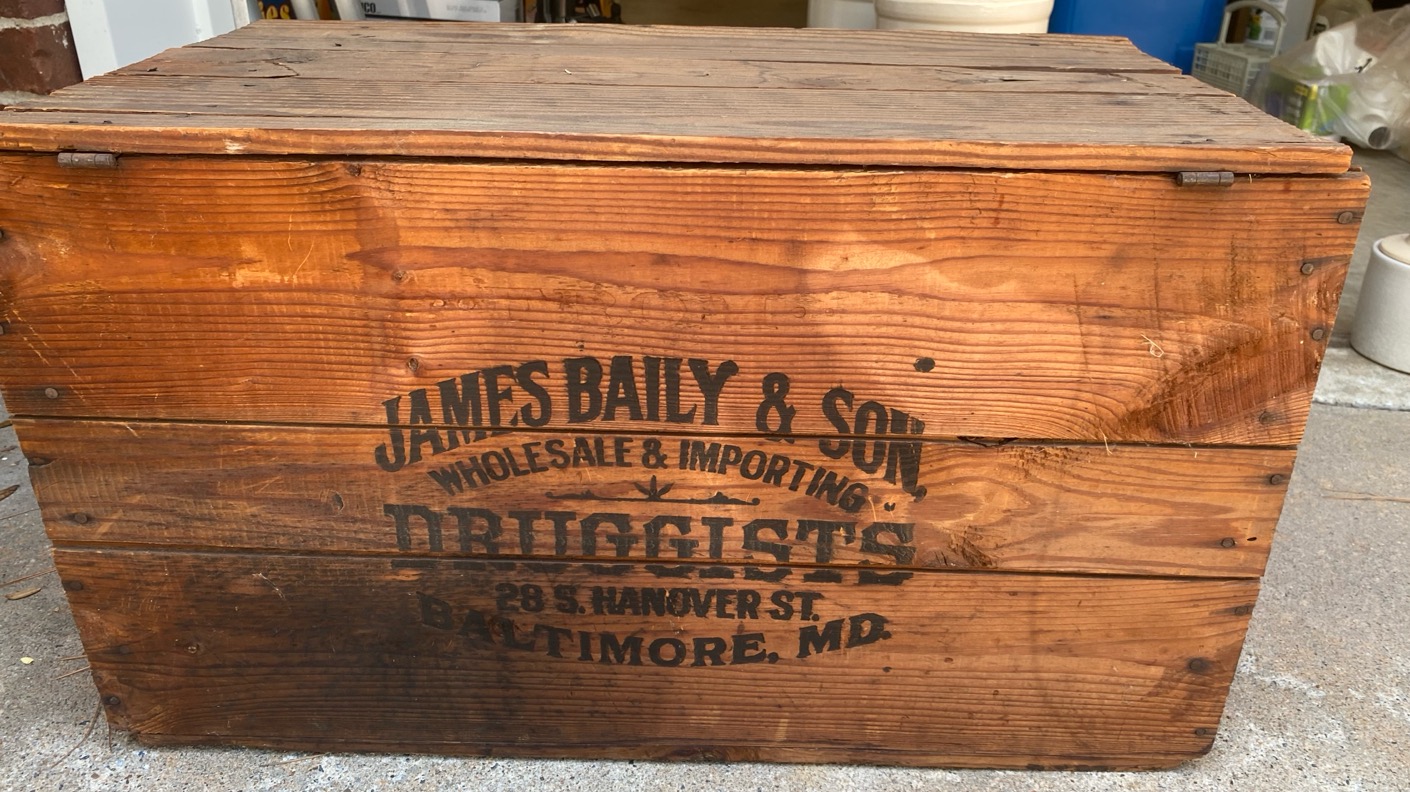 JAMES BAILY & SON,
WHOLESALE & IMPORTING
DRUGGISTS
28 S. HANOVER ST.
BALTIMORE, MD.